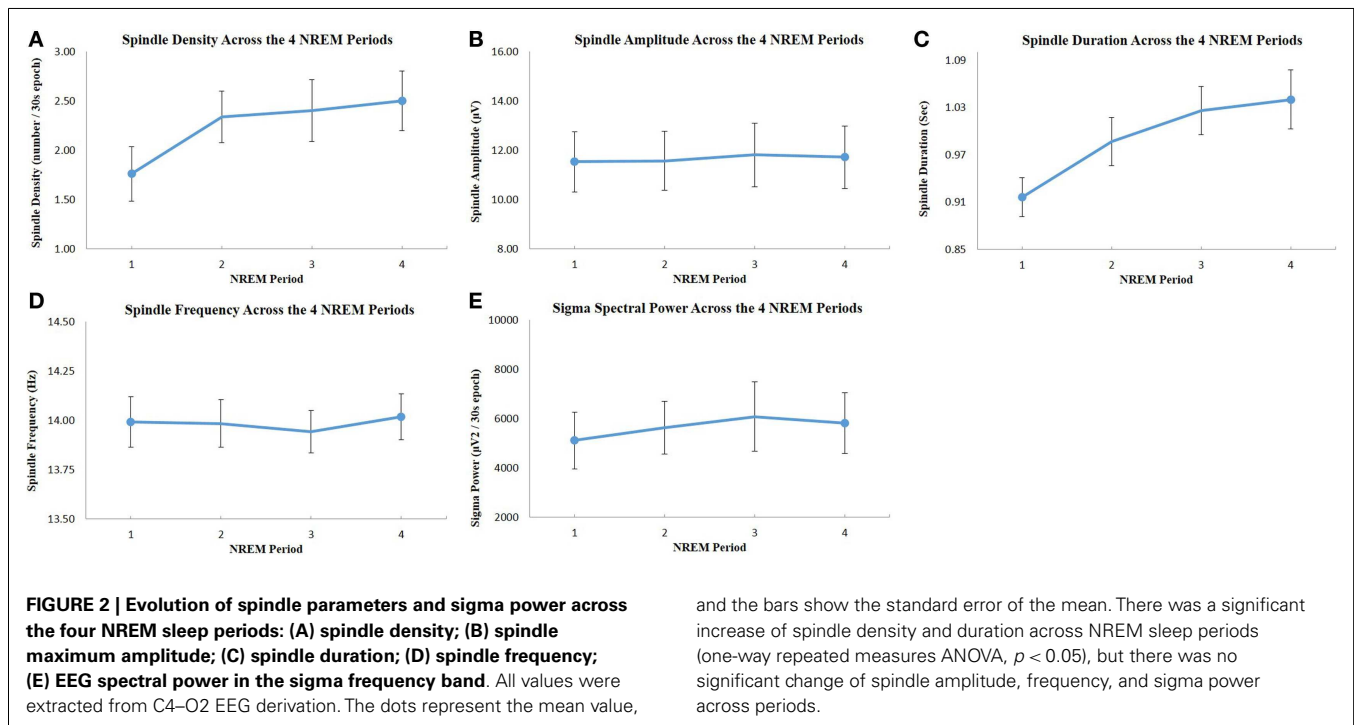 A
Spindle Density Across the 4 NREM Periods
3.00
2.50
2.00
1.50
1.00
Spindle Density (number / 30s epoch)
1 2 3 4
NREM Period
B
Spindle Amplitude Across the 4 NREM Periods
16.00
14.00
12.00
10.00
8.00
Spindle Amplitude (µV)
1 2 3 4
NREM Period
C
Spindle Duration Across the 4 NREM Periods
1.09
1.03
0.97
0.91
0.85
Spindle Duration (Sec)
1 2 3 4
NREM Period
D
Spindle Frequency Across the 4 NREM Periods
14.50
14.25
14.00
13.75
13.50
Spindle Frequency (Hz)
1 2 3 4
NREM Period
E
Sigma Spectral Power Across the 4 NREM Periods
10000
8000
6000
4000
2000
Sigma Power (µV2 / 30s epoch)
1 2 3 4
NREM Period
FIGURE 2 | Evolution of spindle parameters and sigma power across
the four NREM sleep periods: (A) spindle density; (B) spindle
maximum amplitude; (C) spindle duration; (D) spindle frequency;
(E) EEG spectral power in the sigma frequency band. All values were
extracted from C4–O2 EEG derivation. The dots represent the mean value,
and the bars show the standard error of the mean. There was a significant
increase of spindle density and duration across NREM sleep periods
(one-way repeated measures ANOVA, p < 0.05), but there was no
significant change of spindle amplitude, frequency, and sigma power
across periods.